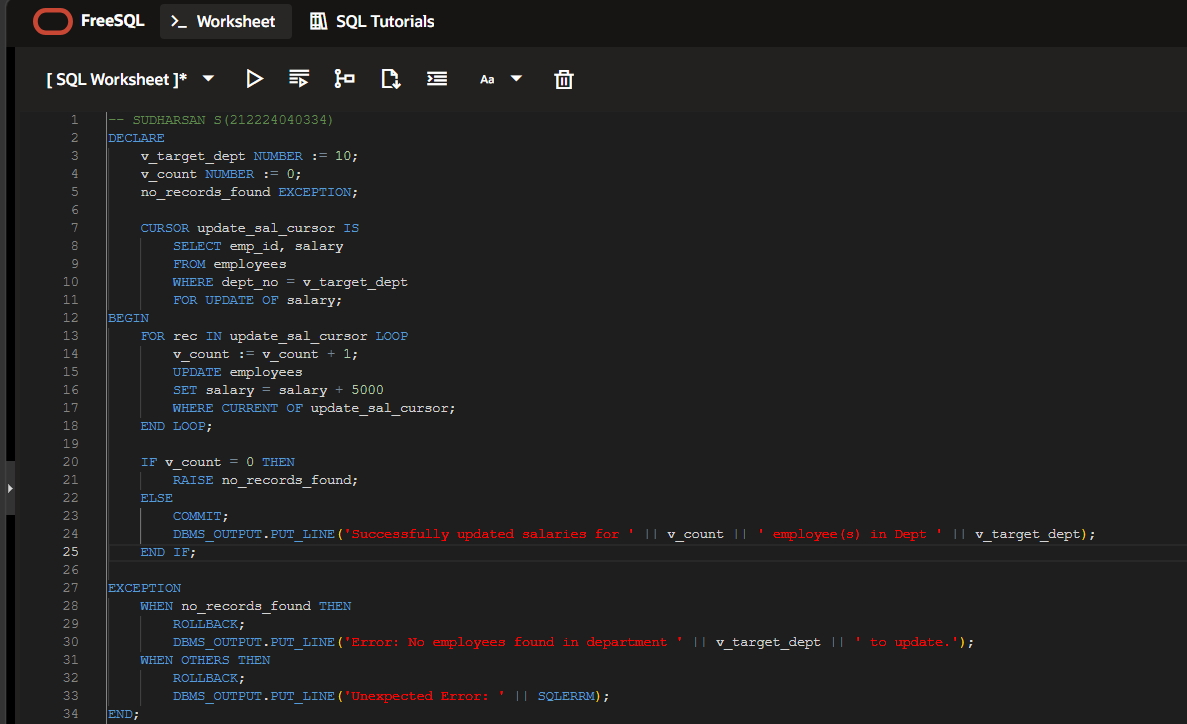 FreeSQL >_ Worksheet SQL Tutorials
[ SQL Worksheet ]* Aa
1 -- SUDHARSAN S(212224040334)
2 DECLARE
3     v_target_dept NUMBER := 10;
4     v_count NUMBER := 0;
5     no_records_found EXCEPTION;
6
7     CURSOR update_sal_cursor IS
8         SELECT emp_id, salary
9         FROM employees
10         WHERE dept_no = v_target_dept
11         FOR UPDATE OF salary;
12 BEGIN
13     FOR rec IN update_sal_cursor LOOP
14         v_count := v_count + 1;
15         UPDATE employees
16         SET salary = salary + 5000
17         WHERE CURRENT OF update_sal_cursor;
18     END LOOP;
19
20     IF v_count = 0 THEN
21         RAISE no_records_found;
22     ELSE
23         COMMIT;
24         DBMS_OUTPUT.PUT_LINE('Successfully updated salaries for ' || v_count || ' employee(s) in Dept ' || v_target_dept);
25     END IF;
26
27 EXCEPTION
28     WHEN no_records_found THEN
29         ROLLBACK;
30         DBMS_OUTPUT.PUT_LINE('Error: No employees found in department ' || v_target_dept || ' to update.');
31     WHEN OTHERS THEN
32         ROLLBACK;
33         DBMS_OUTPUT.PUT_LINE('Unexpected Error: ' || SQLERRM);
34 END;